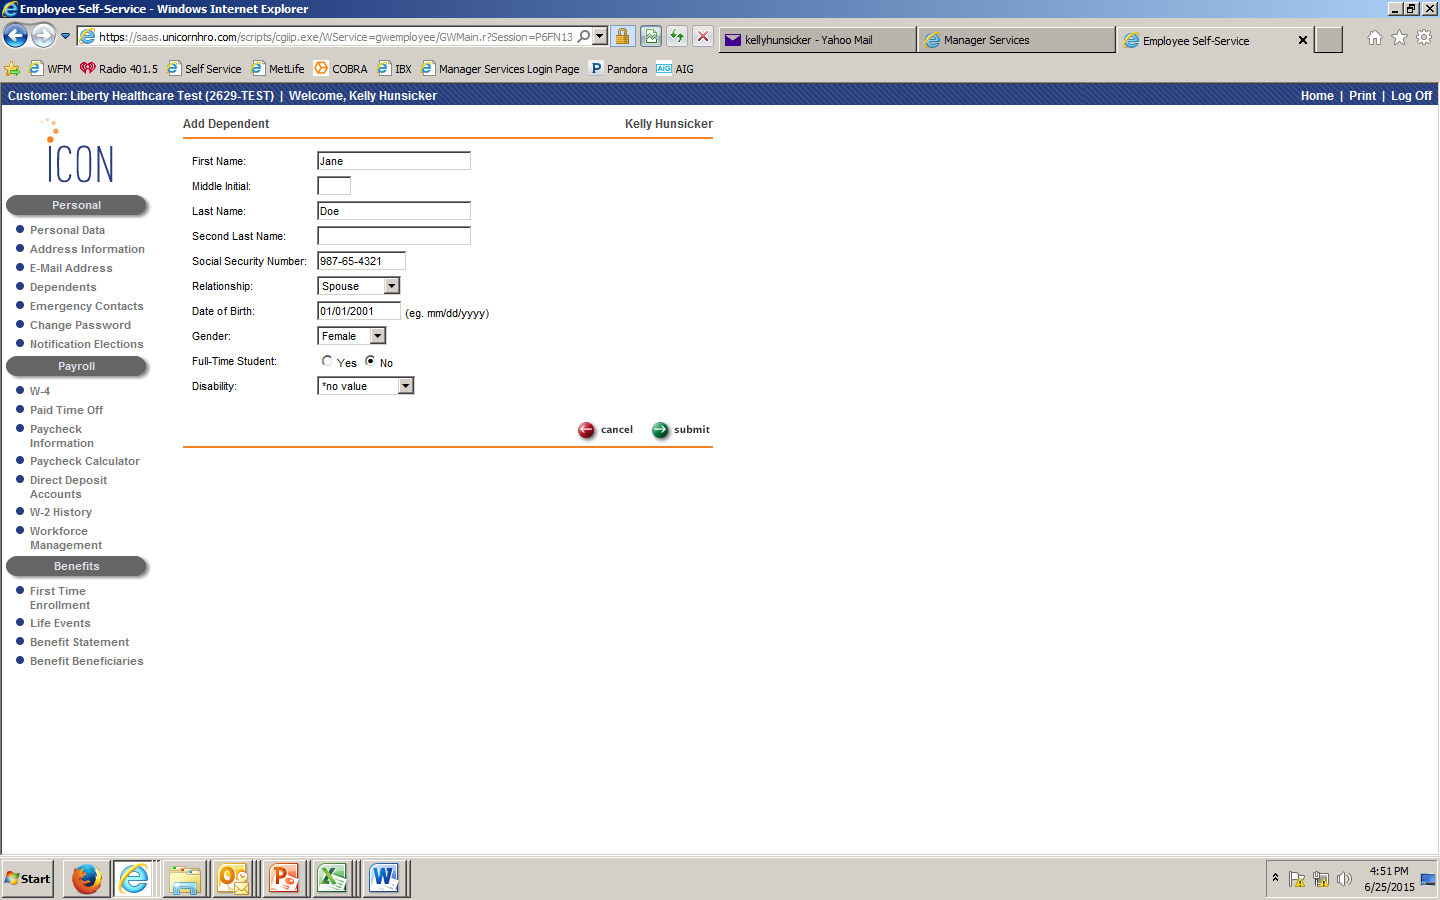 Employee Self-Service - Windows Internet Explorer
https://saas.unicornhro.com/scripts/cgiip.exe/WService=gwemployee/GWMain.r?Session=P6FN13
kellyhunsicker - Yahoo Mail
Manager Services
Employee Self-Service
WFM
Radio 401.5
Self Service
MetLife
COBRA
IBX
Manager Services Login Page
P Pandora
AIG AIG
Customer: Liberty Healthcare Test (2629-TEST) | Welcome, Kelly Hunsicker
Home | Print | Log Off
iCON
Personal
Personal Data
Address Information
E-Mail Address
Dependents
Emergency Contacts
Change Password
Notification Elections
Payroll
W-4
Paid Time Off
Paycheck
Information
Paycheck Calculator
Direct Deposit
Accounts
W-2 History
Workforce
Management
Benefits
First Time
Enrollment
Life Events
Benefit Statement
Benefit Beneficiaries
Add Dependent
Kelly Hunsicker
First Name: Jane
Middle Initial:
Last Name: Doe
Second Last Name:
Social Security Number: 987-65-4321
Relationship: Spouse
Date of Birth: 01/01/2001 (eg. mm/dd/yyyy)
Gender: Female
Full-Time Student: Yes No
Disability: *no value
cancel
submit
Start
4:51 PM
6/25/2015